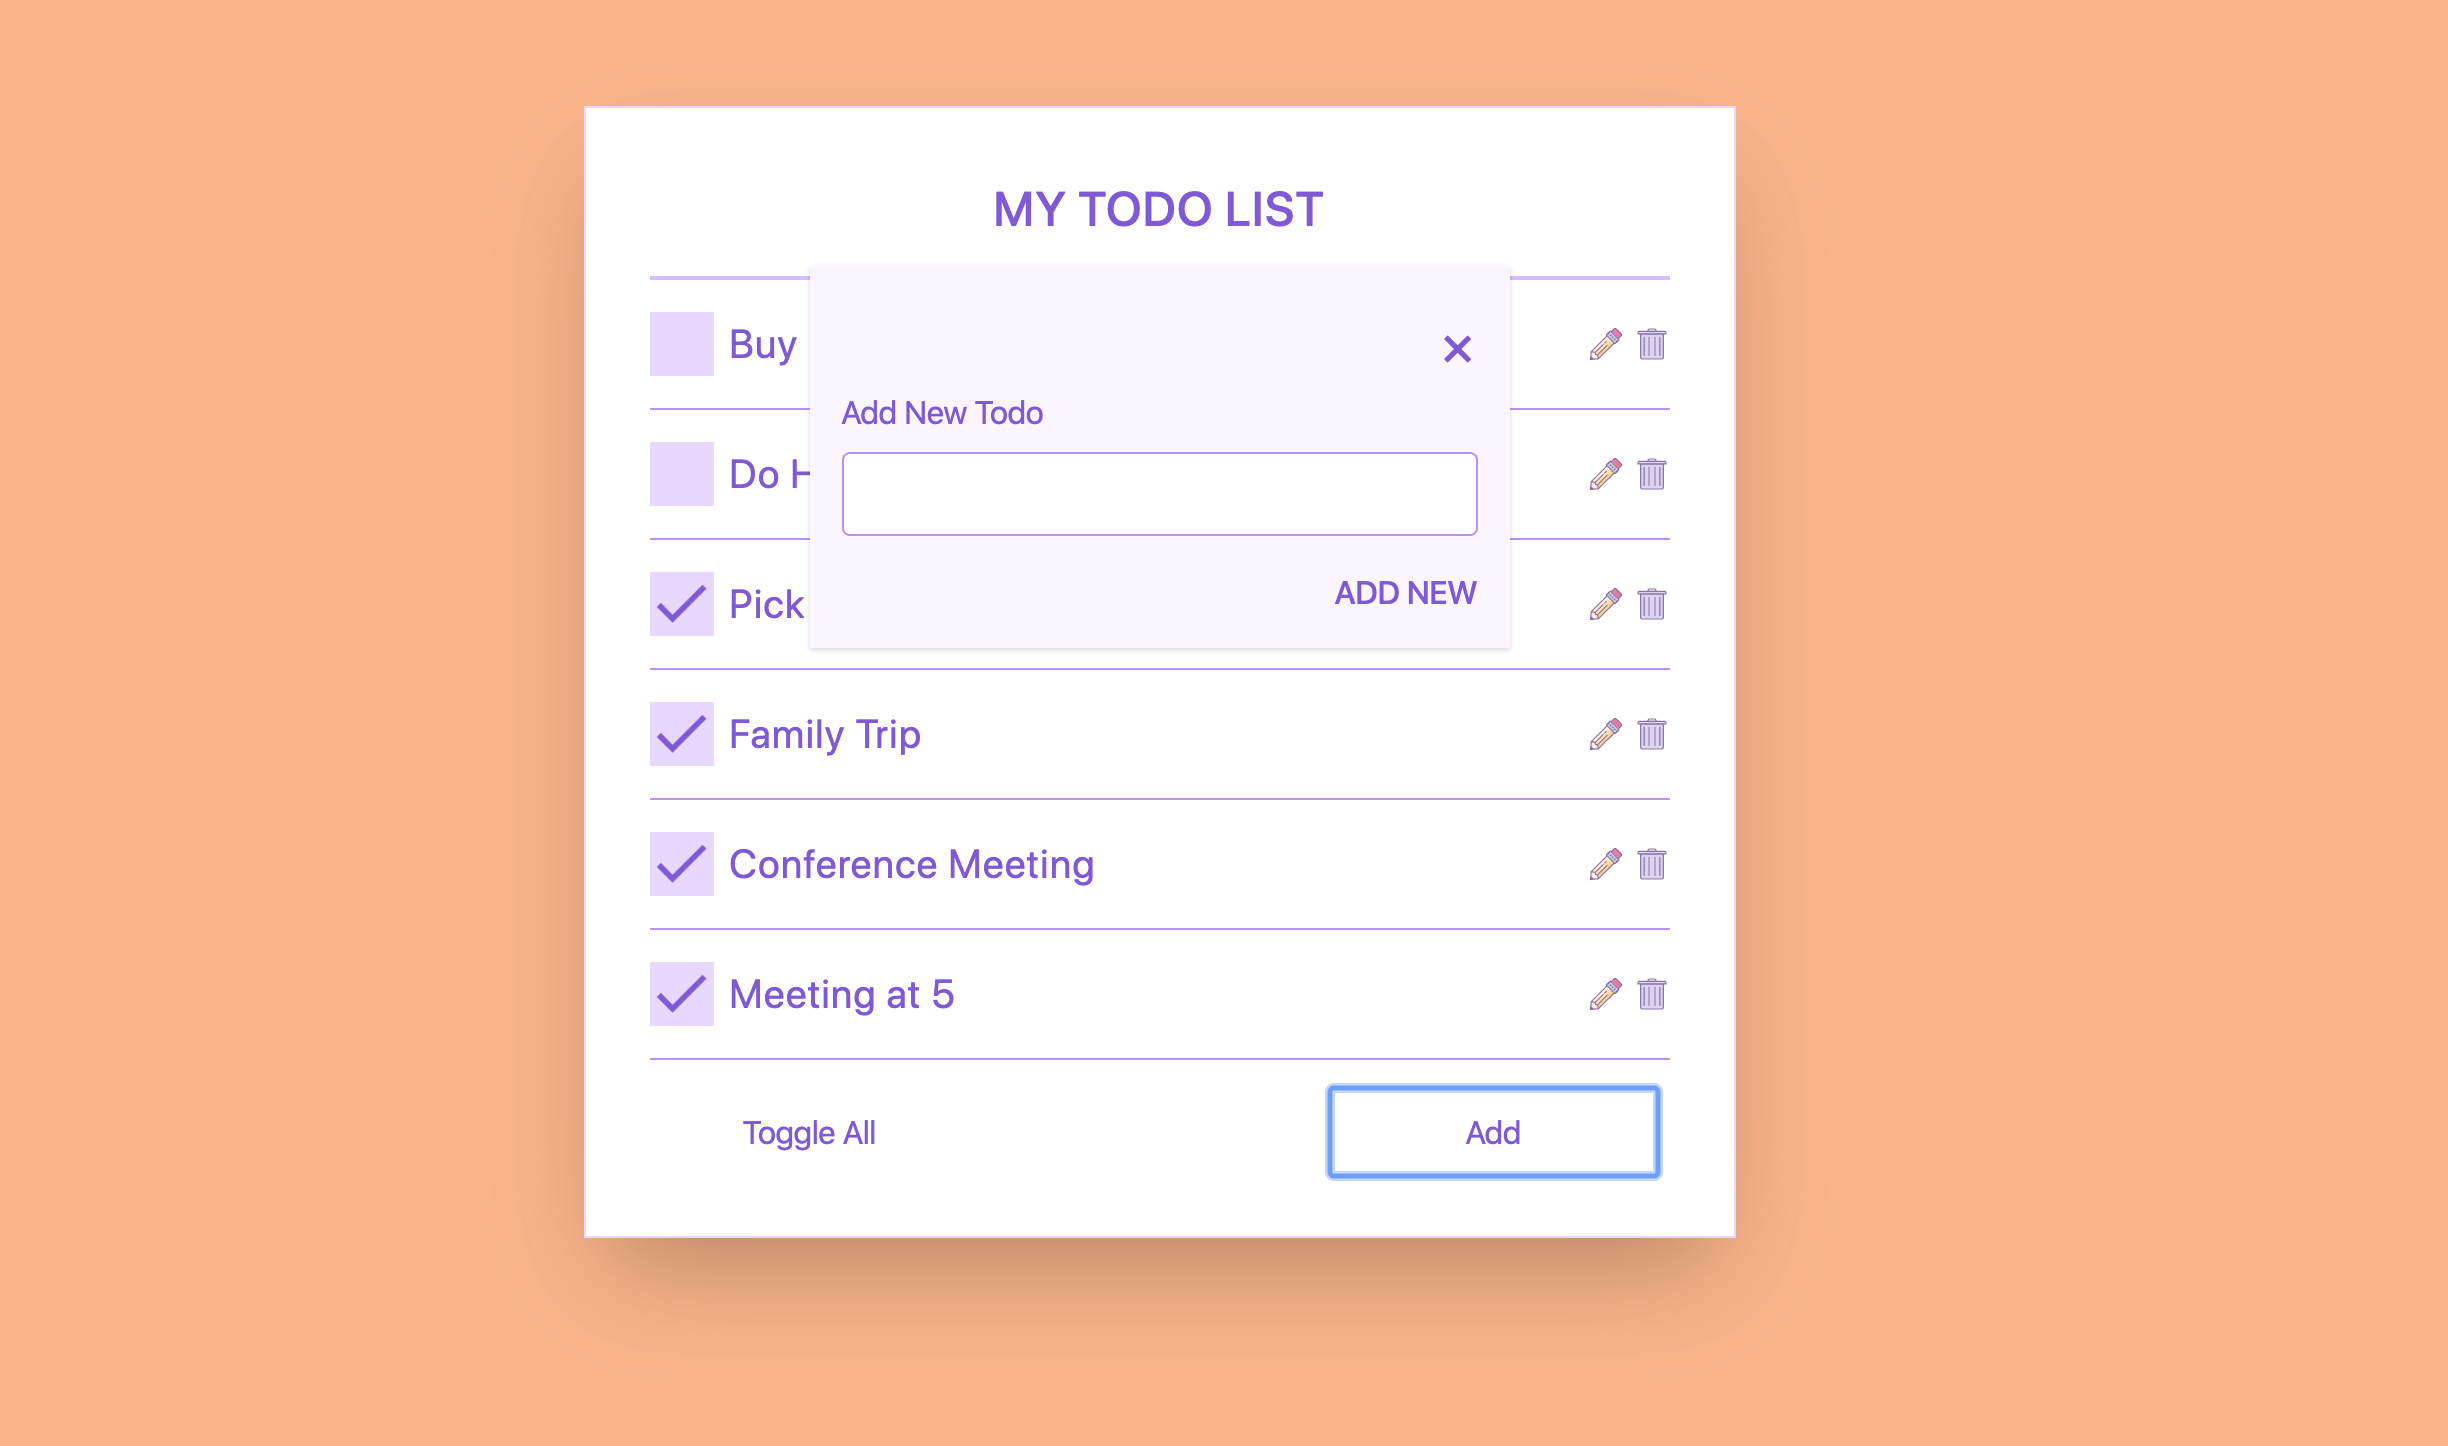 MY TODO LIST
Buy
Add New Todo
Do
ADD NEW
Pick
Family Trip
Conference Meeting
Meeting at 5
Toggle All
Add